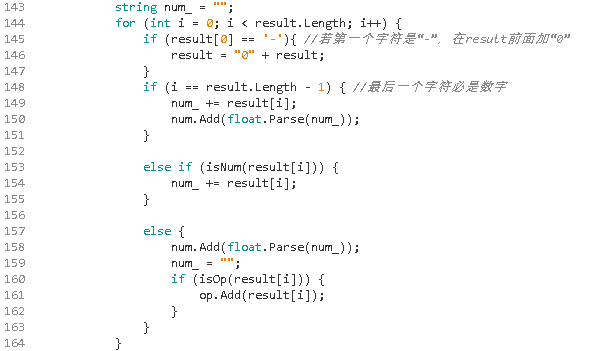 143 string num_ = "";
144 for (int i = 0; i < result.Length; i++) {
145 if (result[0] == '-'){ //若第一个字符是“-”，在result前面加“0”
146 result = "0" + result;
147 }
148 if (i == result.Length - 1) { //最后一个字符必是数字
149 num_ += result[i];
150 num.Add(float.Parse(num_));
151 }
152
153 else if (isNum(result[i])) {
154 num_ += result[i];
155 }
156
157 else {
158 num.Add(float.Parse(num_));
159 num_ = "";
160 if (isOp(result[i])) {
161 op.Add(result[i]);
162 }
163 }
164 }